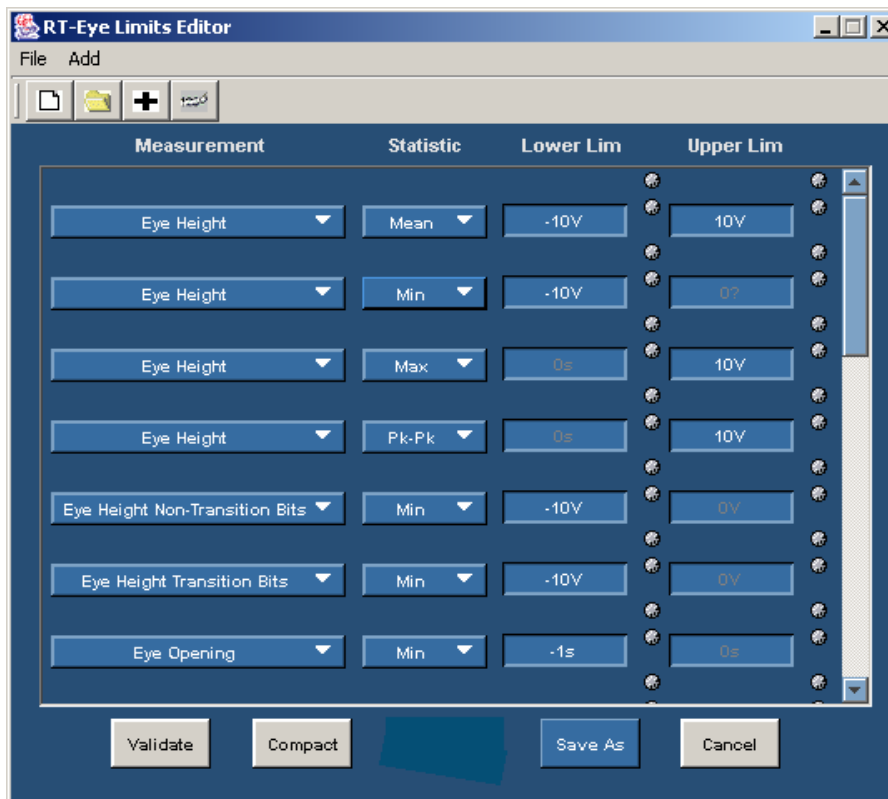 RT-Eye Limits Editor
File Add
Measurement Statistic Lower Lim Upper Lim
Eye Height Mean -10V 10V
Eye Height Min -10V 0?
Eye Height Max 0s 10V
Eye Height Pk-Pk 0s 10V
Eye Height Non-Transition Bits Min -10V 0V
Eye Height Transition Bits Min -10V 0V
Eye Opening Min -1s 0s
Validate Compact Save As Cancel